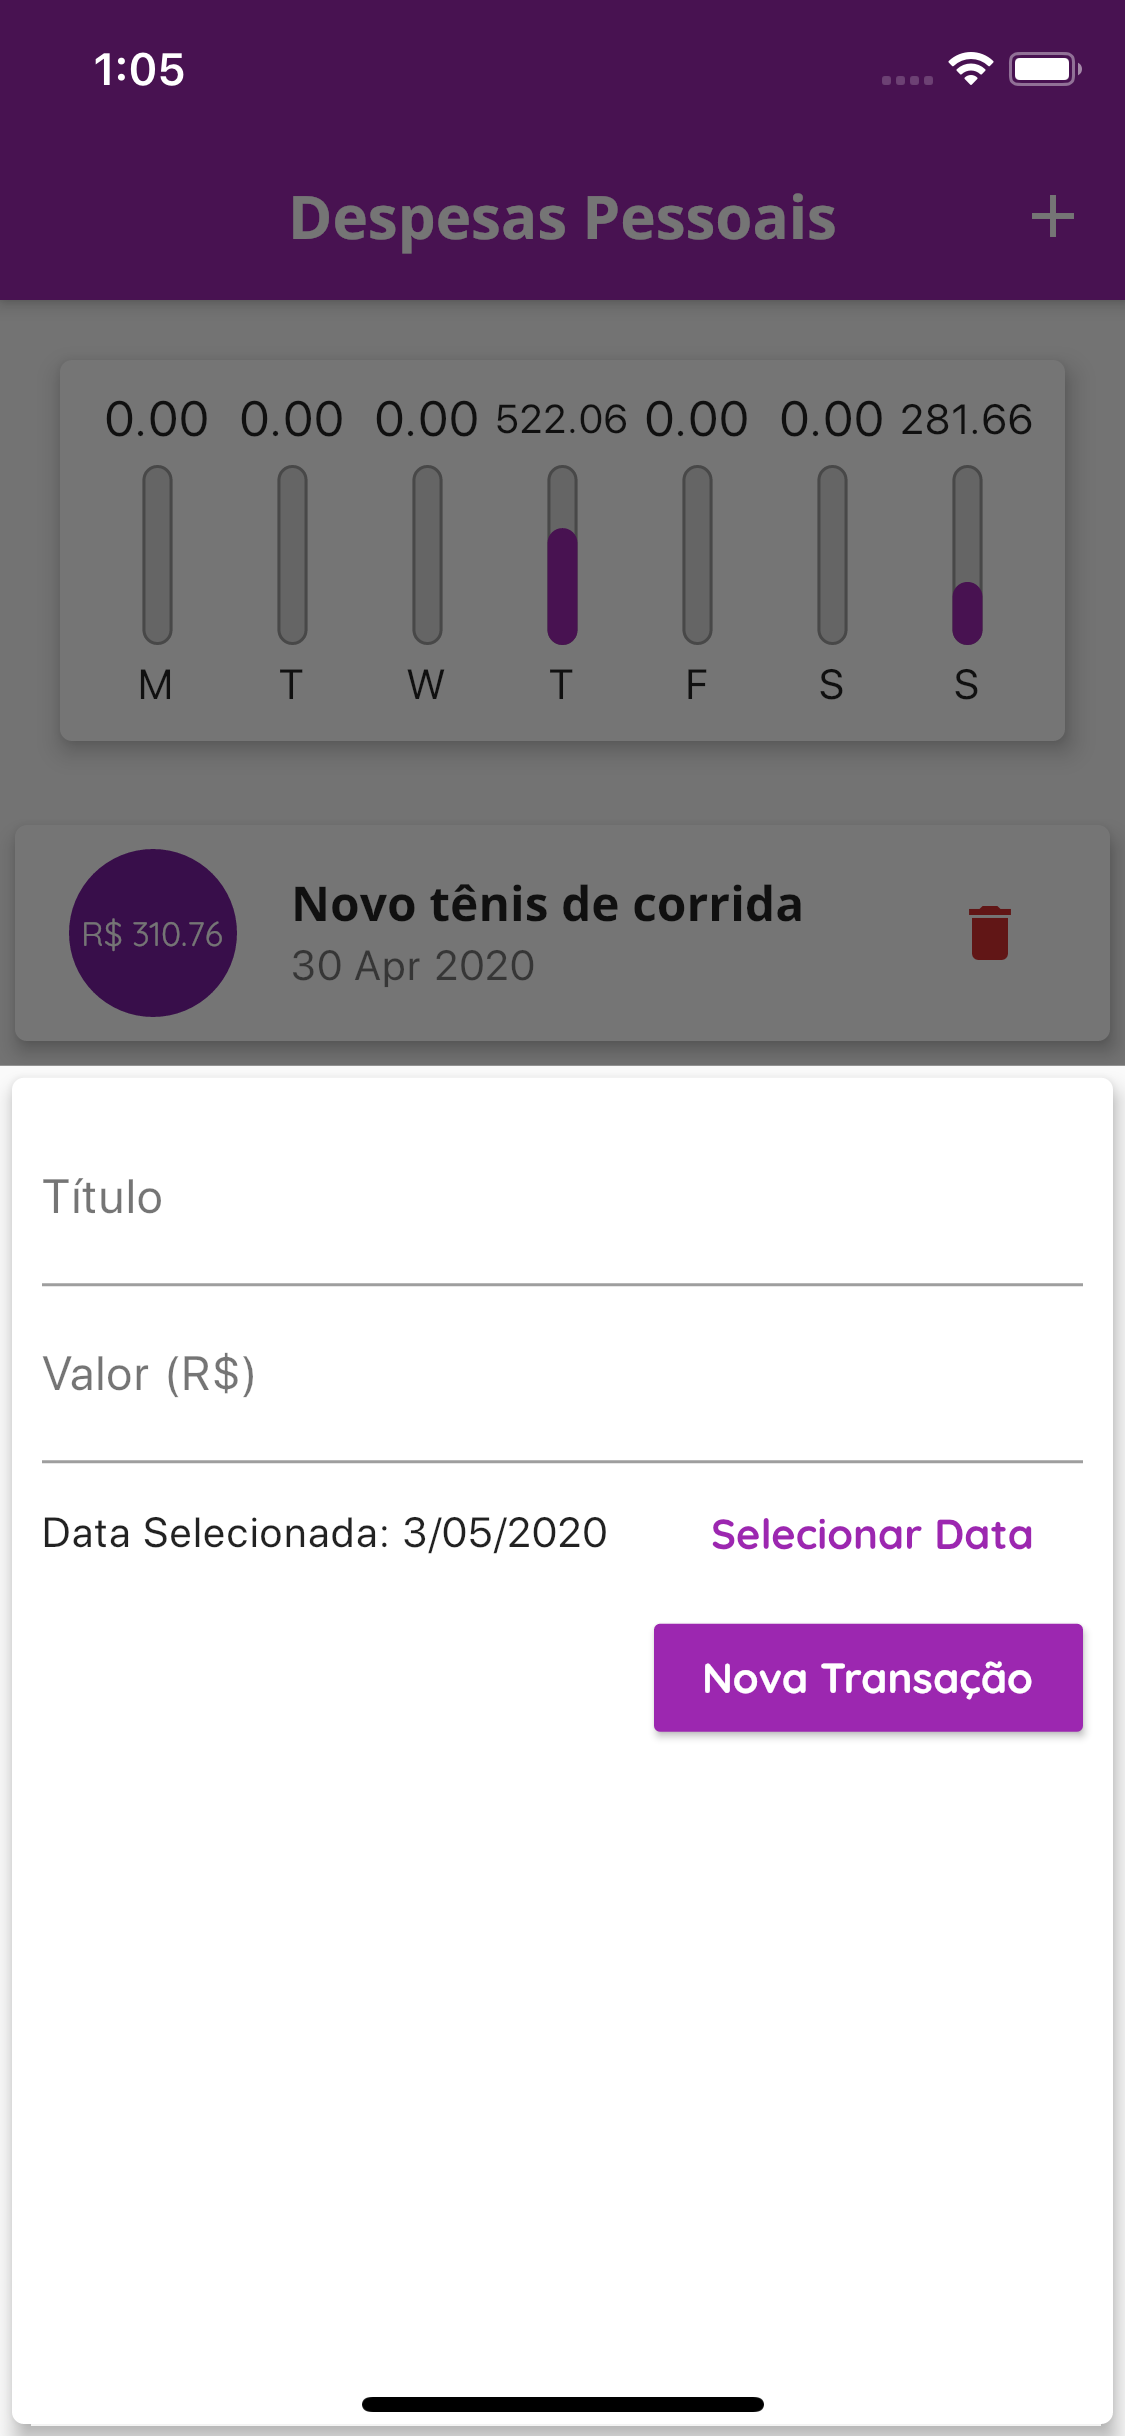 1:05
Despesas Pessoais +
0.00 0.00 0.00 522.06 0.00 0.00 281.66
M T W T F S S
R$ 310.76
Novo tênis de corrida
30 Apr 2020
Título
Valor (R$)
Data Selecionada: 3/05/2020 Selecionar Data
Nova Transação